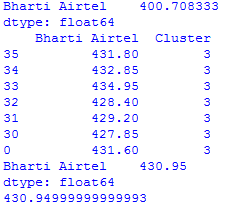 Bharti Airtel    400.708333
dtype: float64
    Bharti Airtel  Cluster
35         431.80        3
34         432.85        3
33         434.95        3
32         428.40        3
31         429.20        3
30         427.85        3
0          431.60        3
Bharti Airtel    430.95
dtype: float64
430.94999999999993